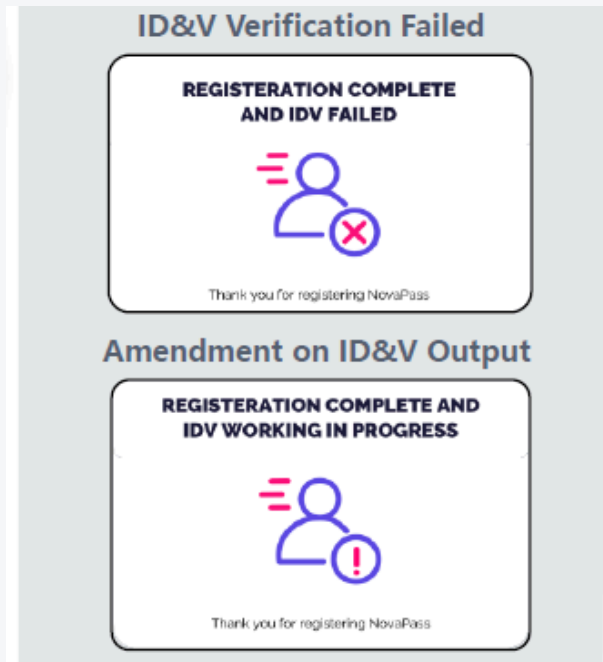 ID&V Verification Failed
REGISTERATION COMPLETE
AND IDV FAILED
Thank you for registering NovaPass
Amendment on ID&V Output
REGISTERATION COMPLETE AND
IDV WORKING IN PROGRESS
Thank you for registering NovaPass